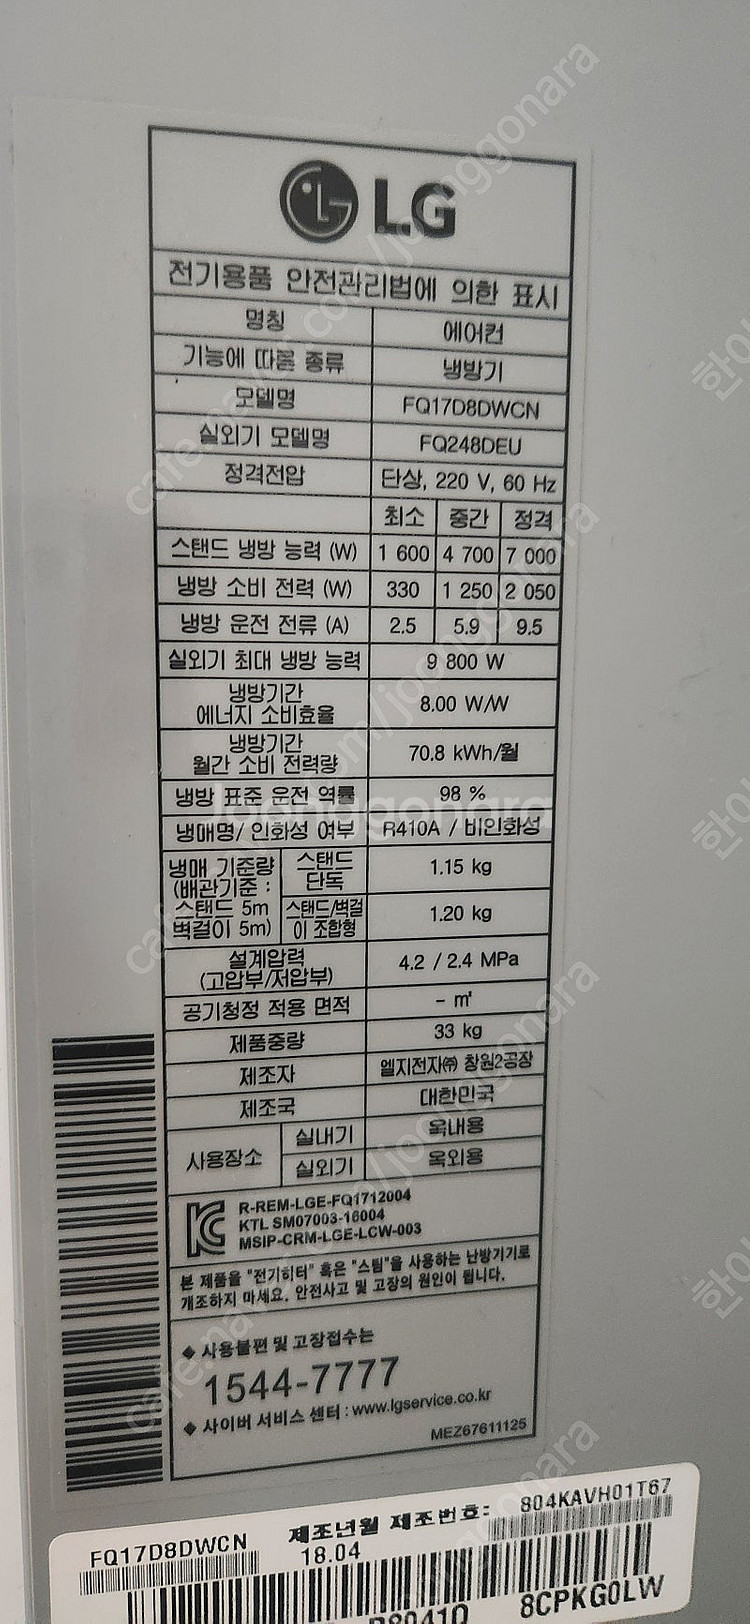 LG
전기용품 안전관리법에 의한 표시
명칭 에어컨
기능에 따른 종류 냉방기
모델명 FQ17D8DWCN
실외기 모델명 FQ248DEU
정격전압 단상, 220 V, 60 Hz
최소 중간 정격
스탠드 냉방 능력 (W) 1 600 4 700 7 000
냉방 소비 전력 (W) 330 1 250 2 050
냉방 운전 전류 (A) 2.5 5.9 9.5
실외기 최대 냉방 능력 9 800 W
냉방기간
에너지 소비효율 8.00 W/W
냉방기간
월간 소비 전력량 70.8 kWh/월
냉방 표준 운전 역률 98 %
냉매명/ 인화성 여부 R410A / 비인화성
냉매 기준량
(배관기준 :
스탠드 5m
벽걸이 5m)
스탠드
단독 1.15 kg
스탠드/벽걸
이 조합형 1.20 kg
설계압력
(고압부/저압부) 4.2 / 2.4 MPa
공기청정 적용 면적 - ㎡
제품중량 33 kg
제조자 엘지전자㈜ 창원2공장
제조국 대한민국
사용장소 실내기 옥내용
실외기 옥외용
R-REM-LGE-FQ1712004
KTL SM07003-16004
MSIP-CRM-LGE-LCW-003
본 제품을 "전기히터" 혹은 "스팀"을 사용하는 난방기기로
개조하지 마세요. 안전사고 및 고장의 원인이 됩니다.
◆ 사용불편 및 고장접수는
1544-7777
◆ 사이버 서비스 센터 : www.lgservice.co.kr
MEZ67611125
FQ17D8DWCN 제조년월 제조번호: 804KAVH01T67
18.04
8CPKG0LW